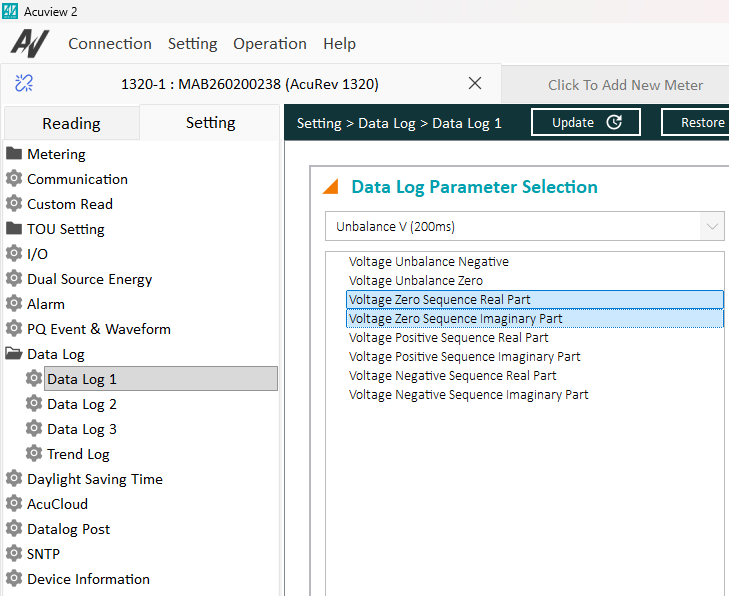 Acuview 2
Connection Setting Operation Help
1320-1 : MAB260200238 (AcuRev 1320) Click To Add New Meter
Reading Setting
Setting > Data Log > Data Log 1 Update Restore
Metering
Communication
Custom Read
TOU Setting
I/O
Dual Source Energy
Alarm
PQ Event & Waveform
Data Log
Data Log 1
Data Log 2
Data Log 3
Trend Log
Daylight Saving Time
AcuCloud
Datalog Post
SNTP
Device Information
Data Log Parameter Selection
Unbalance V (200ms)
Voltage Unbalance Negative
Voltage Unbalance Zero
Voltage Zero Sequence Real Part
Voltage Zero Sequence Imaginary Part
Voltage Positive Sequence Real Part
Voltage Positive Sequence Imaginary Part
Voltage Negative Sequence Real Part
Voltage Negative Sequence Imaginary Part